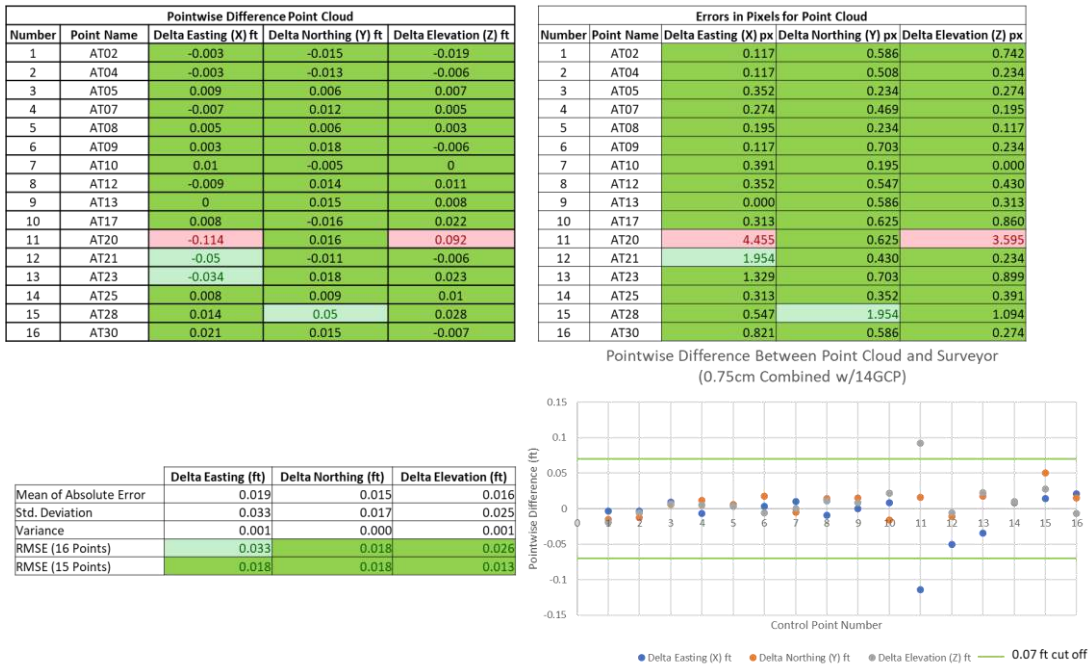 Pointwise Difference Point Cloud
Number Point Name Delta Easting (X) ft Delta Northing (Y) ft Delta Elevation (Z) ft
1 AT02 -0.003 -0.015 -0.019
2 AT04 -0.003 -0.013 -0.006
3 AT05 0.009 0.006 0.007
4 AT07 -0.007 0.012 0.005
5 AT08 0.005 0.006 0.003
6 AT09 0.003 0.018 -0.006
7 AT10 0.01 -0.005 0
8 AT12 -0.009 0.014 0.011
9 AT13 0 0.015 0.008
10 AT17 0.008 -0.016 0.022
11 AT20 -0.114 0.016 0.092
12 AT21 -0.05 -0.011 -0.006
13 AT23 -0.034 0.018 0.023
14 AT25 0.008 0.009 0.01
15 AT28 0.014 0.05 0.028
16 AT30 0.021 0.015 -0.007
Errors in Pixels for Point Cloud
Number Point Name Delta Easting (X) px Delta Northing (Y) px Delta Elevation (Z) px
1 AT02 0.117 0.586 0.742
2 AT04 0.117 0.508 0.234
3 AT05 0.352 0.234 0.274
4 AT07 0.274 0.469 0.195
5 AT08 0.195 0.234 0.117
6 AT09 0.117 0.703 0.234
7 AT10 0.391 0.195 0.000
8 AT12 0.352 0.547 0.430
9 AT13 0.000 0.586 0.313
10 AT17 0.313 0.625 0.860
11 AT20 4.455 0.625 3.595
12 AT21 1.954 0.430 0.234
13 AT23 1.329 0.703 0.899
14 AT25 0.313 0.352 0.391
15 AT28 0.547 1.954 1.094
16 AT30 0.821 0.586 0.274
Delta Easting (ft) Delta Northing (ft) Delta Elevation (ft)
Mean of Absolute Error 0.019 0.015 0.016
Std. Deviation 0.033 0.017 0.025
Variance 0.001 0.000 0.001
RMSE (16 Points) 0.033 0.018 0.026
RMSE (15 Points) 0.018 0.018 0.013
Pointwise Difference Between Point Cloud and Surveyor
(0.75cm Combined w/14GCP)
Pointwise Difference (ft)
0.15
0.1
0.05
0
-0.05
-0.1
-0.15
0 1 2 3 4 5 6 7 8 9 10 11 12 13 14 15 16
Control Point Number
Delta Easting (X) ft Delta Northing (Y) ft Delta Elevation (Z) ft 0.07 ft cut off